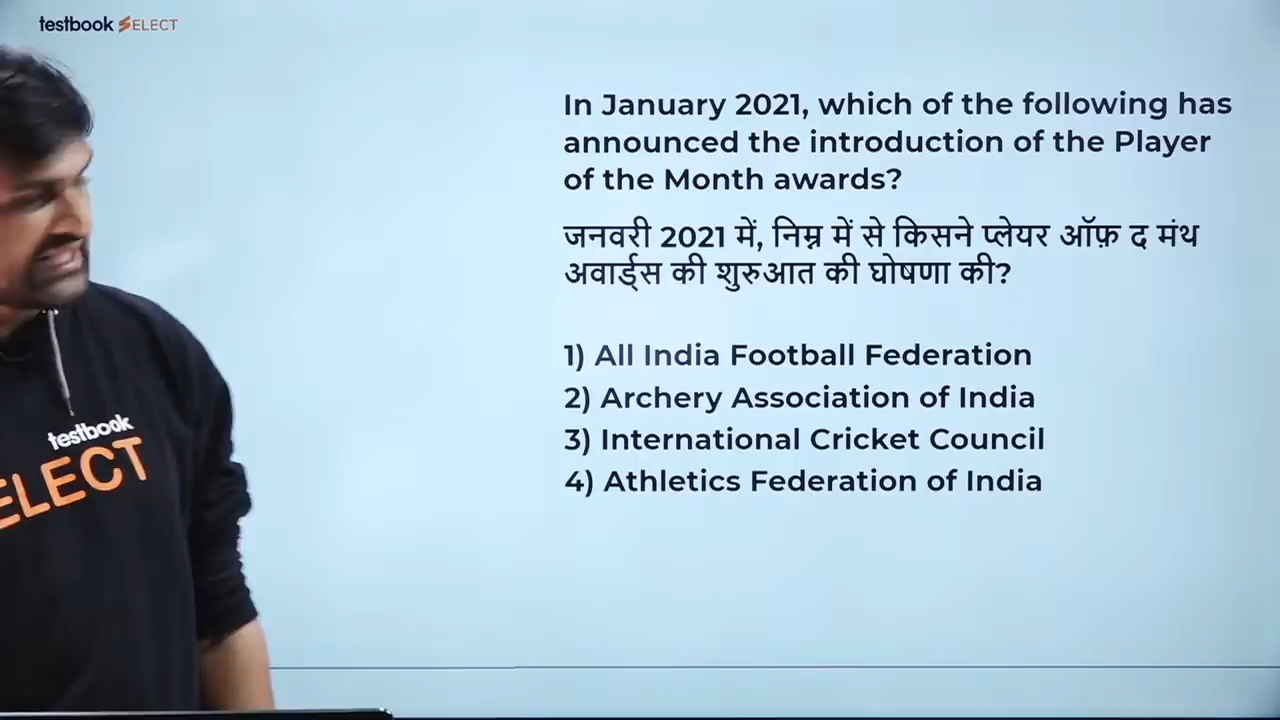 testbook SELECT
In January 2021, which of the following has
announced the introduction of the Player
of the Month awards?
जनवरी 2021 में, निम्न में से किसने प्लेयर ऑफ़ द मंथ
अवार्ड्स की शुरुआत की घोषणा की?
1) All India Football Federation
2) Archery Association of India
3) International Cricket Council
4) Athletics Federation of India
testbook
ELECT